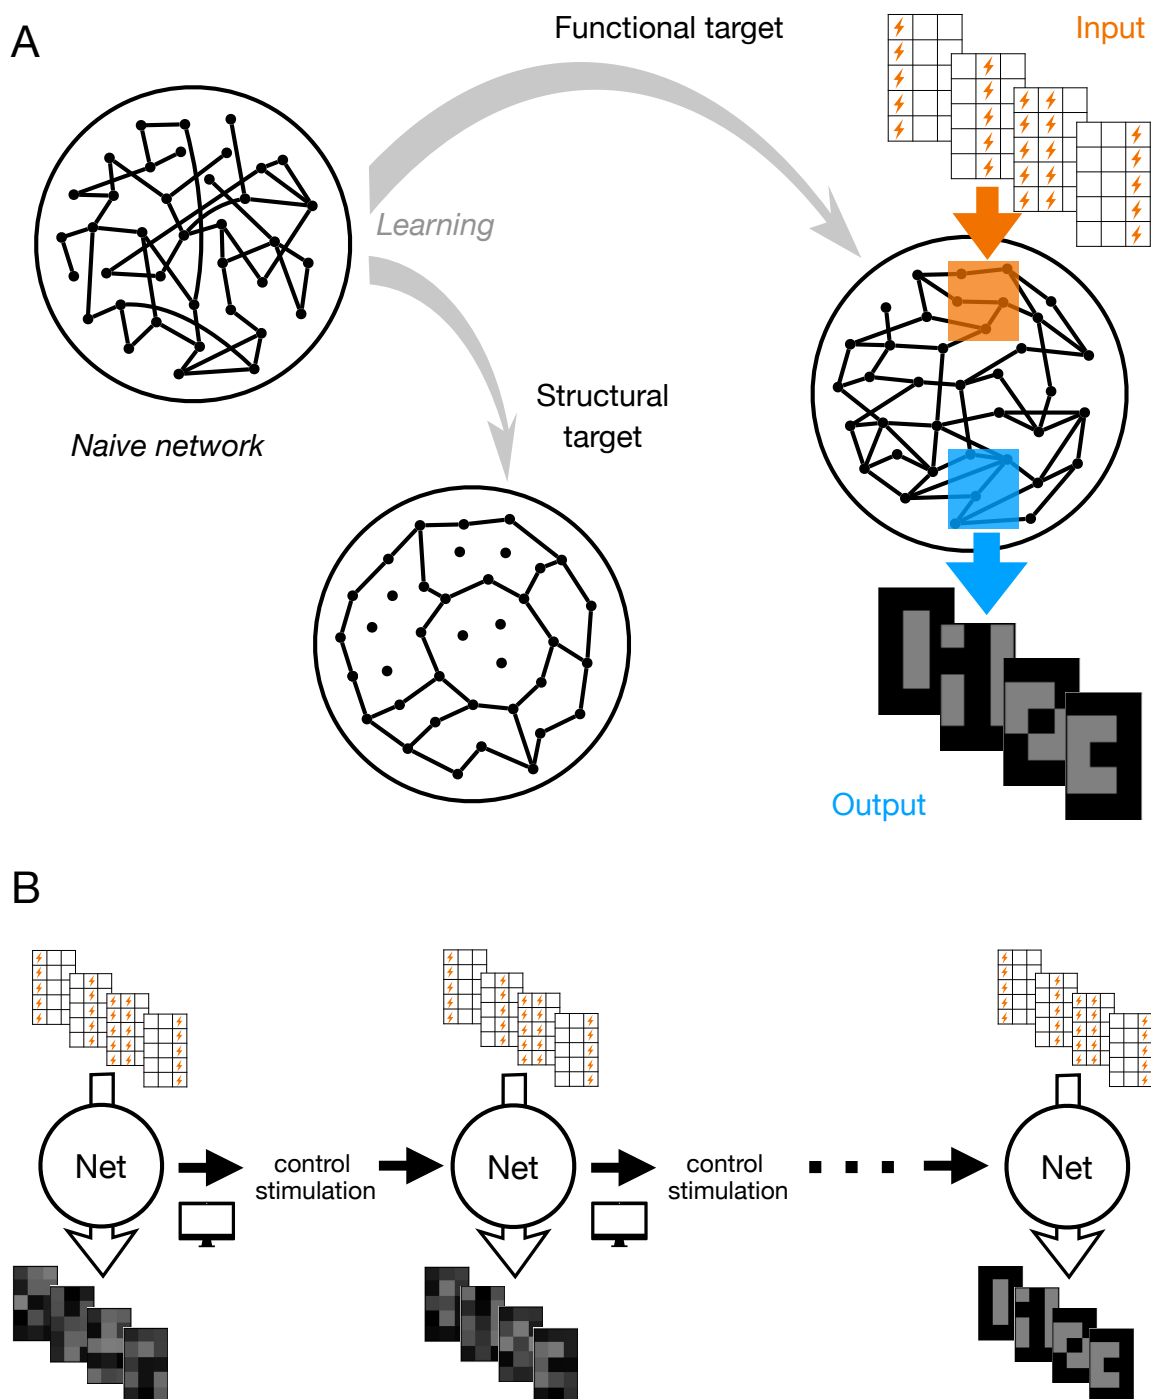 A
Functional target
Input
Learning
Naive network
Structural
target
Output
B
Net
control
stimulation
Net
control
stimulation
Net